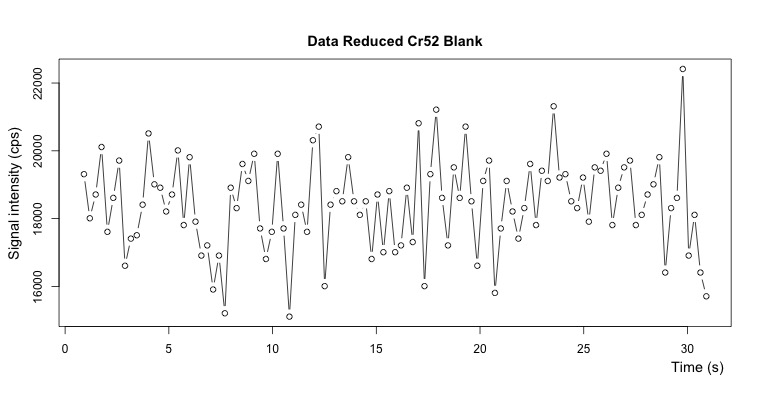 Data Reduced Cr52 Blank
Signal intensity (cps)
22000
20000
18000
16000
0 5 10 15 20 25 30
Time (s)